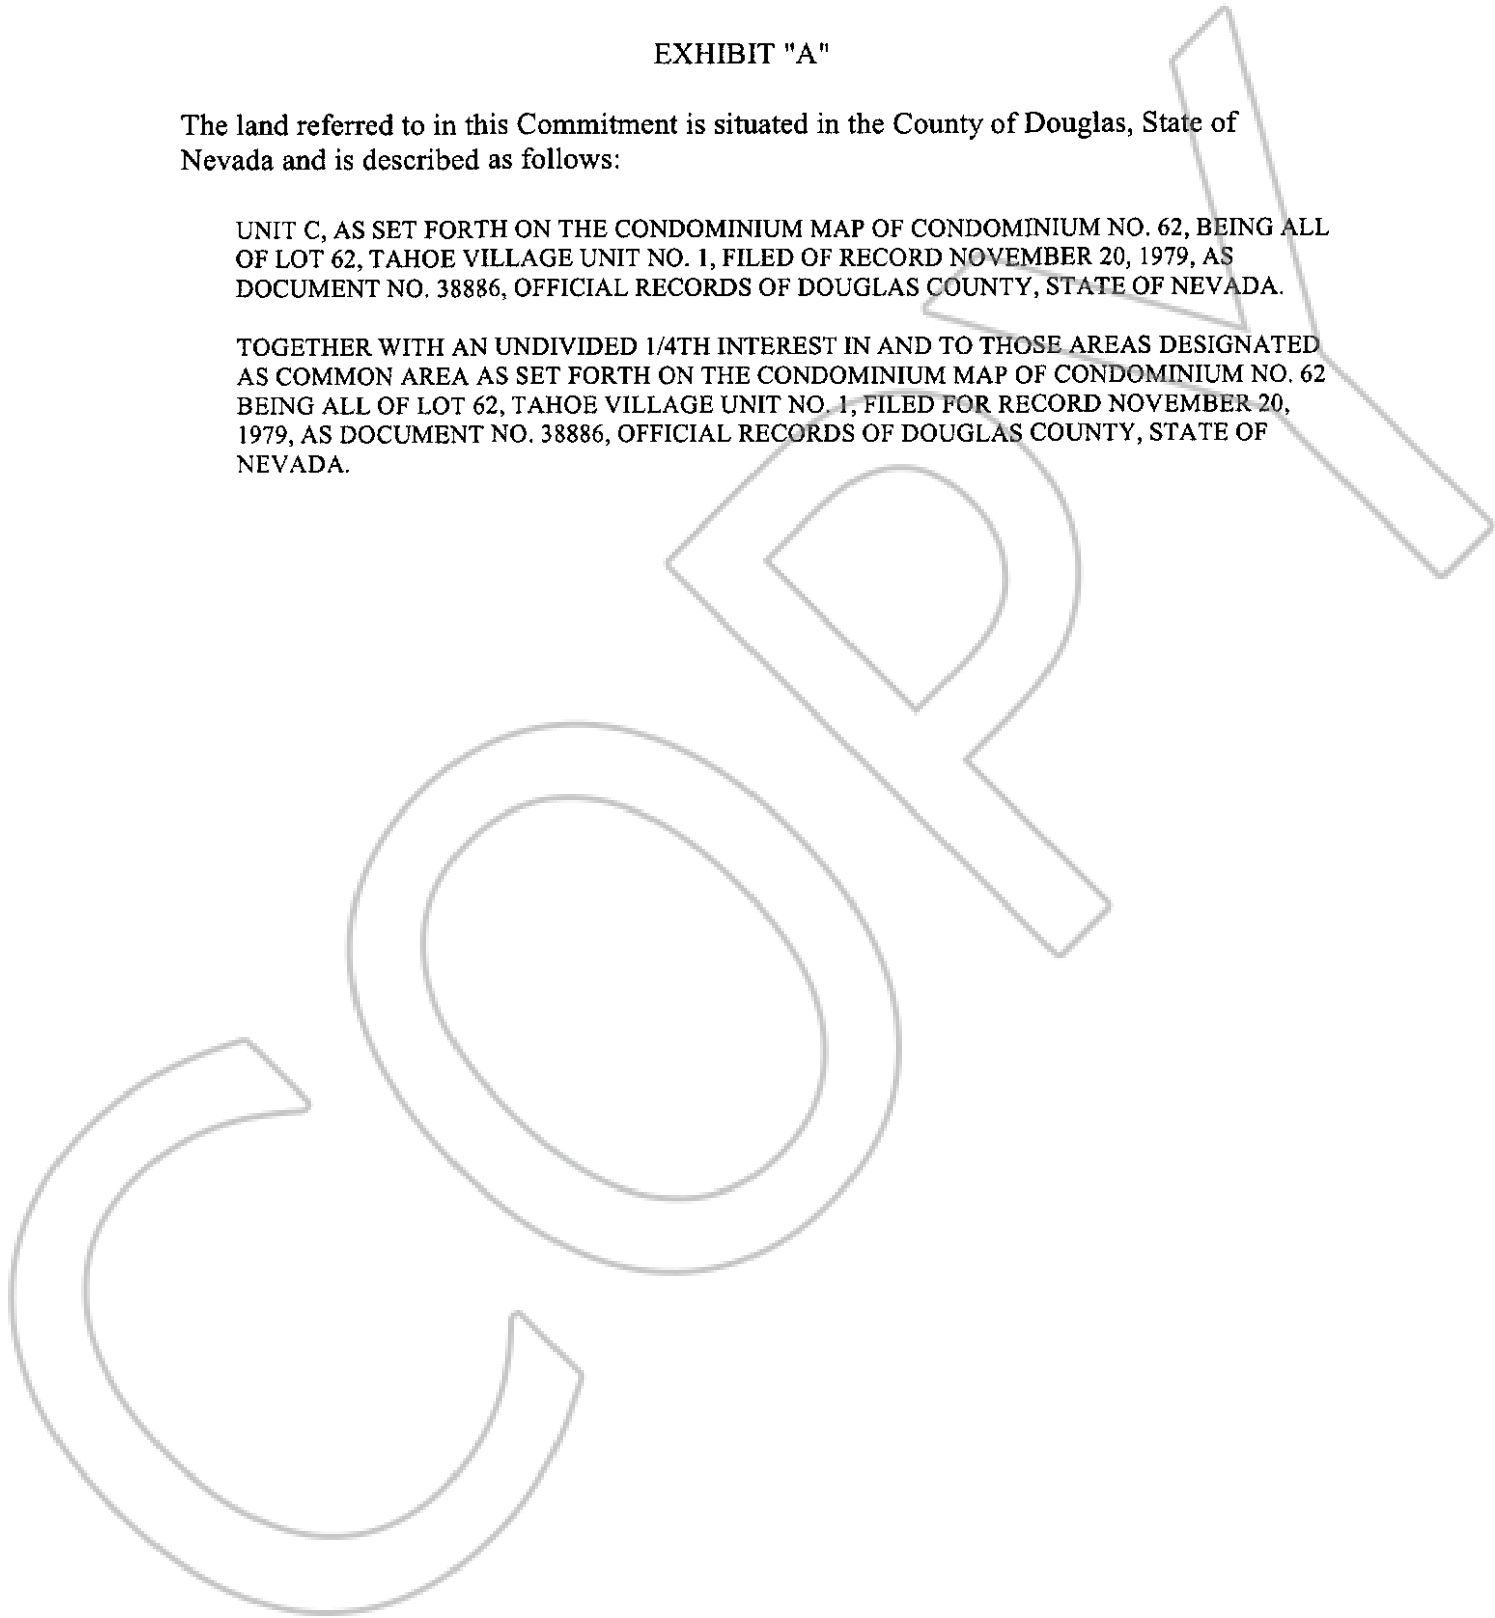 EXHIBIT "A"
The land referred to in this Commitment is situated in the County of Douglas, State of
Nevada and is described as follows:
UNIT C, AS SET FORTH ON THE CONDOMINIUM MAP OF CONDOMINIUM NO. 62, BEING ALL
OF LOT 62, TAHOE VILLAGE UNIT NO. 1, FILED OF RECORD NOVEMBER 20, 1979, AS
DOCUMENT NO. 38886, OFFICIAL RECORDS OF DOUGLAS COUNTY, STATE OF NEVADA.
TOGETHER WITH AN UNDIVIDED 1/4TH INTEREST IN AND TO THOSE AREAS DESIGNATED
AS COMMON AREA AS SET FORTH ON THE CONDOMINIUM MAP OF CONDOMINIUM NO. 62
BEING ALL OF LOT 62, TAHOE VILLAGE UNIT NO. 1, FILED FOR RECORD NOVEMBER 20,
1979, AS DOCUMENT NO. 38886, OFFICIAL RECORDS OF DOUGLAS COUNTY, STATE OF
NEVADA.
COPY